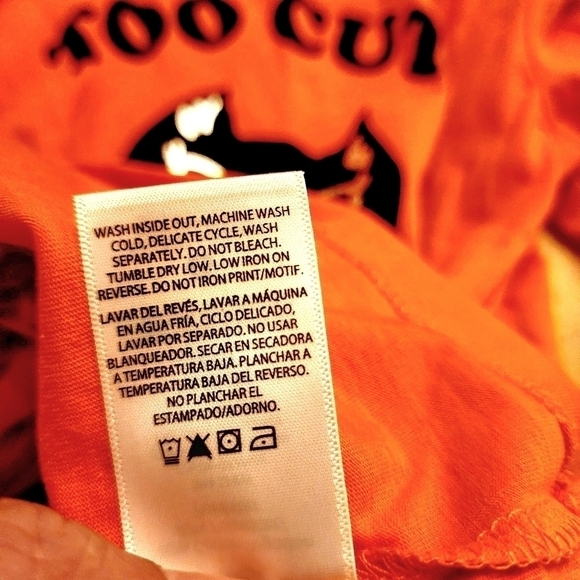 TOO CUT
WASH INSIDE OUT, MACHINE WASH
COLD, DELICATE CYCLE, WASH
SEPARATELY. DO NOT BLEACH.
TUMBLE DRY LOW. LOW IRON ON
REVERSE. DO NOT IRON PRINT/MOTIF.
LAVAR DEL REVÉS, LAVAR A MÁQUINA
EN AGUA FRÍA, CICLO DELICADO,
LAVAR POR SEPARADO. NO USAR
BLANQUEADOR. SECAR EN SECADORA
A TEMPERATURA BAJA. PLANCHAR A
TEMPERATURA BAJA DEL REVERSO.
NO PLANCHAR EL
ESTAMPADO/ADORNO.